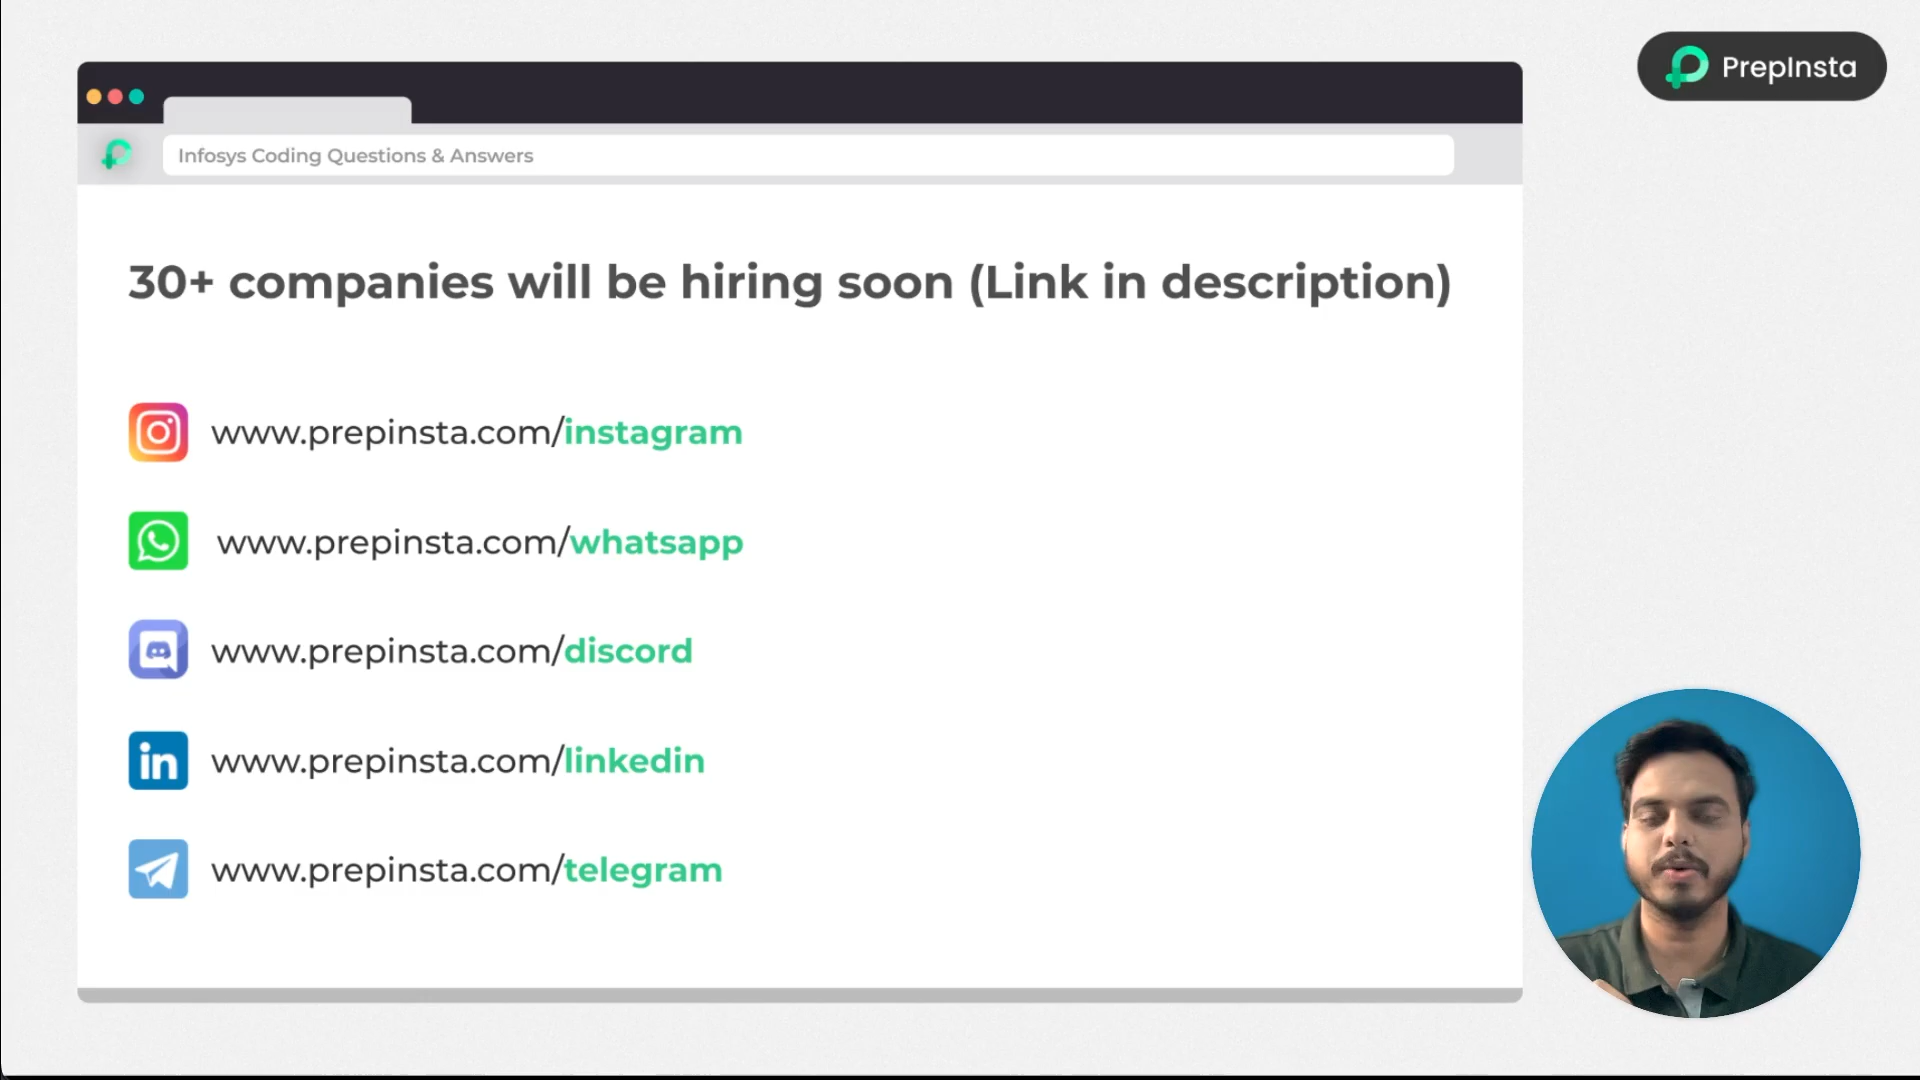 PrepInsta
Infosys Coding Questions & Answers
30+ companies will be hiring soon (Link in description)
www.prepinsta.com/instagram
www.prepinsta.com/whatsapp
www.prepinsta.com/discord
in www.prepinsta.com/linkedin
www.prepinsta.com/telegram